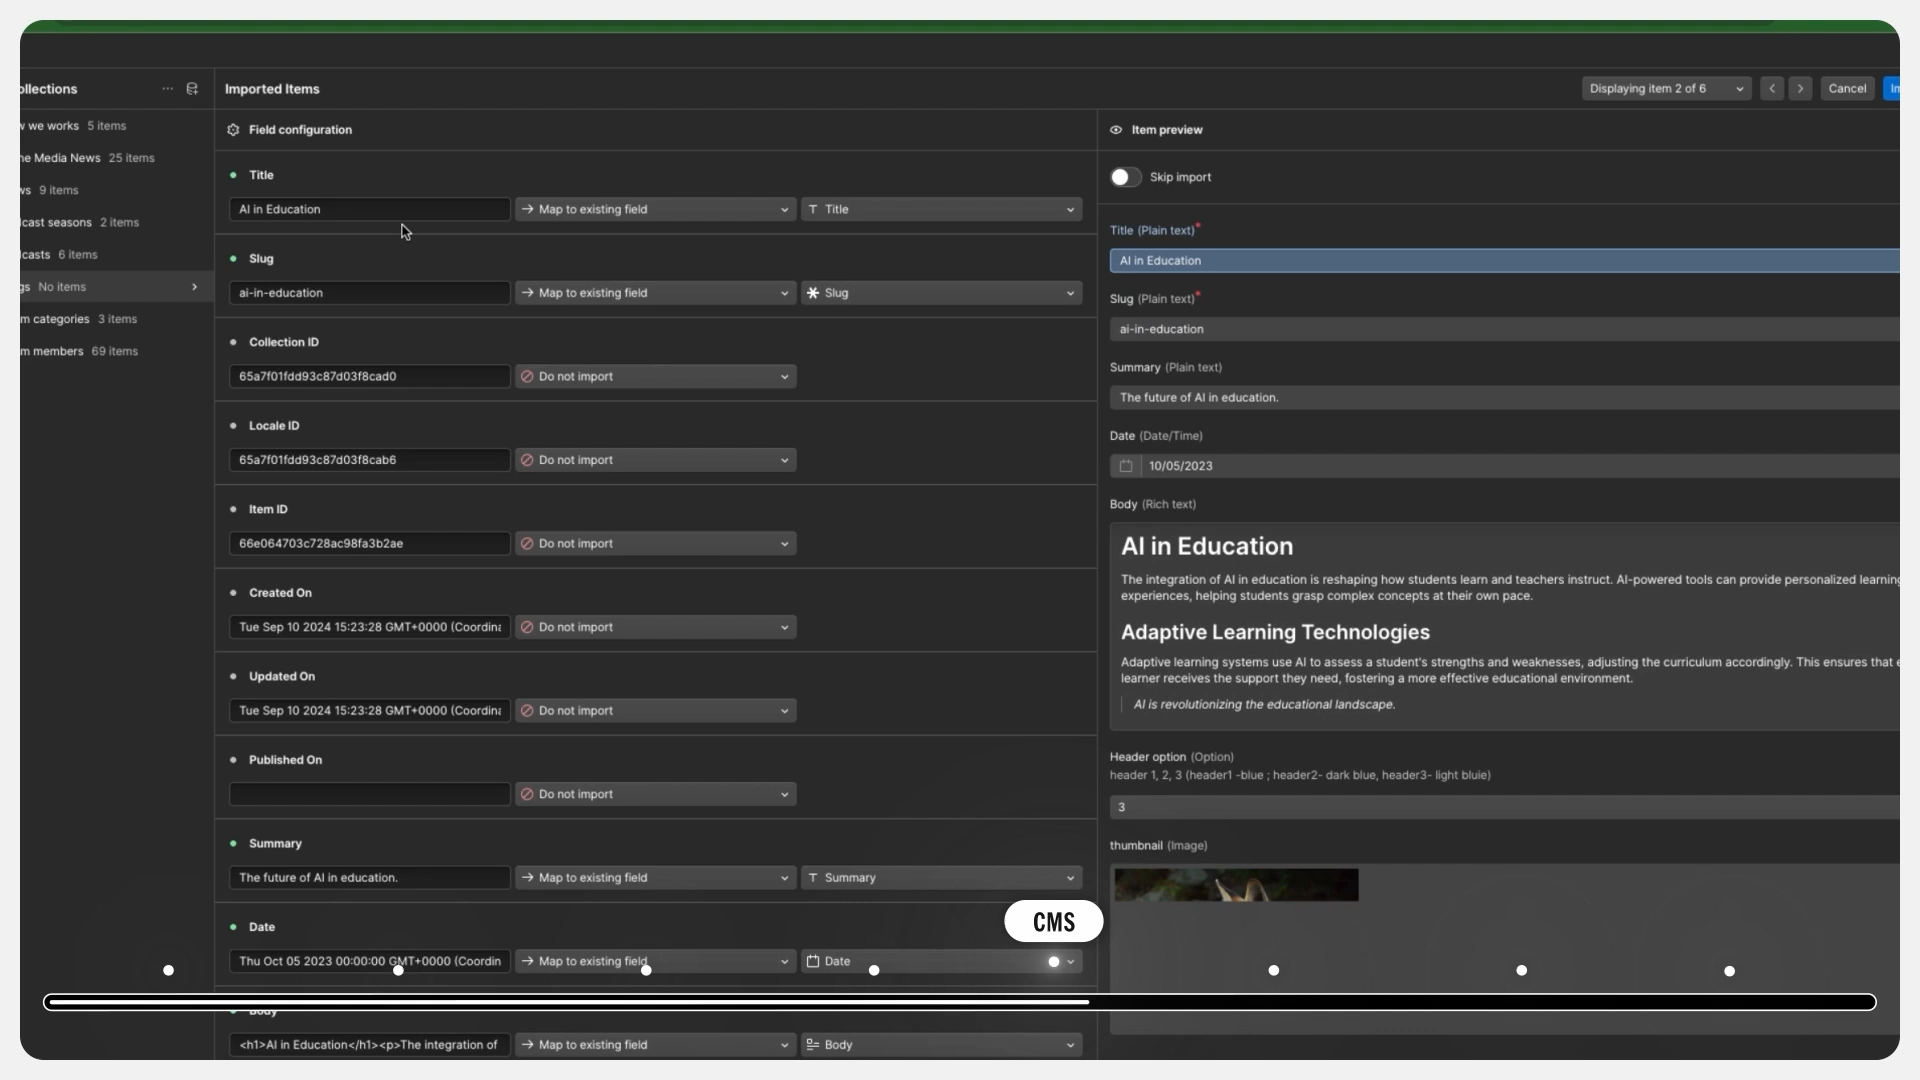 ollections
Imported Items
Displaying item 2 of 6
Cancel
w we works 5 items
ne Media News 25 items
ws 9 items
lcast seasons 2 items
lcasts 6 items
gs No items
m categories 3 items
m members 69 items
Field configuration
Title
AI in Education
Map to existing field
Title
Slug
ai-in-education
Map to existing field
Slug
Collection ID
65a7f01fdd93c87d03f8cad0
Do not import
Locale ID
65a7f01fdd93c87d03f8cab6
Do not import
Item ID
66e064703c728ac98fa3b2ae
Do not import
Created On
Tue Sep 10 2024 15:23:28 GMT+0000 (Coordina
Do not import
Updated On
Tue Sep 10 2024 15:23:28 GMT+0000 (Coordina
Do not import
Published On
Do not import
Summary
The future of AI in education.
Map to existing field
Summary
Date
Thu Oct 05 2023 00:00:00 GMT+0000 (Coordin
Map to existing field
Date
Body
<h1>AI in Education</h1><p>The integration of
Map to existing field
Body
Item preview
Skip import
Title (Plain text)*
AI in Education
Slug (Plain text)*
ai-in-education
Summary (Plain text)
The future of AI in education.
Date (Date/Time)
10/05/2023
Body (Rich text)
AI in Education
The integration of AI in education is reshaping how students learn and teachers instruct. AI-powered tools can provide personalized learning
experiences, helping students grasp complex concepts at their own pace.
Adaptive Learning Technologies
Adaptive learning systems use AI to assess a student's strengths and weaknesses, adjusting the curriculum accordingly. This ensures that e
learner receives the support they need, fostering a more effective educational environment.
AI is revolutionizing the educational landscape.
Header option (Option)
header 1, 2, 3 (header1 -blue ; header2- dark blue, header3- light bluie)
3
thumbnail (Image)
CMS